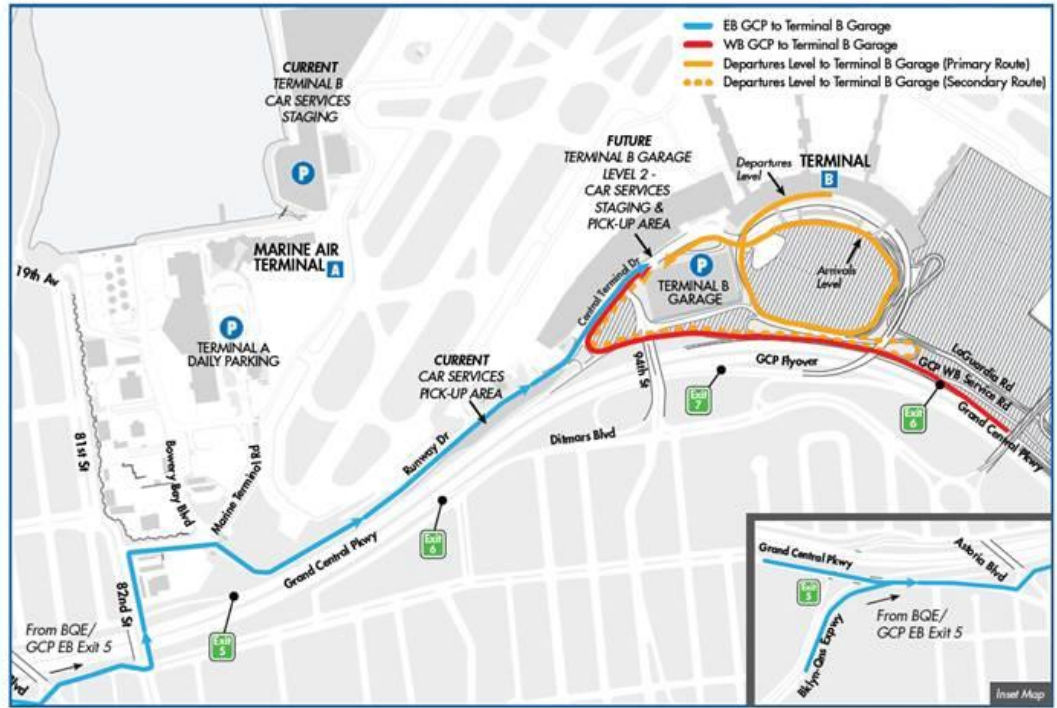 EB GCP to Terminal B Garage
WB GCP to Terminal B Garage
Departures Level to Terminal B Garage (Primary Route)
Departures Level to Terminal B Garage (Secondary Route)
CURRENT
TERMINAL B
CAR SERVICES
STAGING
P
FUTURE
TERMINAL B GARAGE
LEVEL 2 -
CAR SERVICES
STAGING &
PICK-UP AREA
Departures
Level
TERMINAL
B
MARINE AIR
TERMINAL A
19th Av
Central Terminal Dr
P
TERMINAL B
GARAGE
Arrivals
Level
P
TERMINAL A
DAILY PARKING
CURRENT
CAR SERVICES
PICK-UP AREA
94th St
GCP Flyover
LaGuardia Rd
GCP WB Service Rd
Grand Central Pkwy
Exit
7
Exit
6
81st St
Bowery Bay Blvd
Marine Terminal Rd
Runway Dr
Ditmars Blvd
Grand Central Pkwy
Exit
6
82nd St
Exit
5
From BQE/
GCP EB Exit 5
Blvd
Grand Central Pkwy
Astoria Blvd
Exit
5
From BQE/
GCP EB Exit 5
Bklyn-Qns Expwy
Inset Map